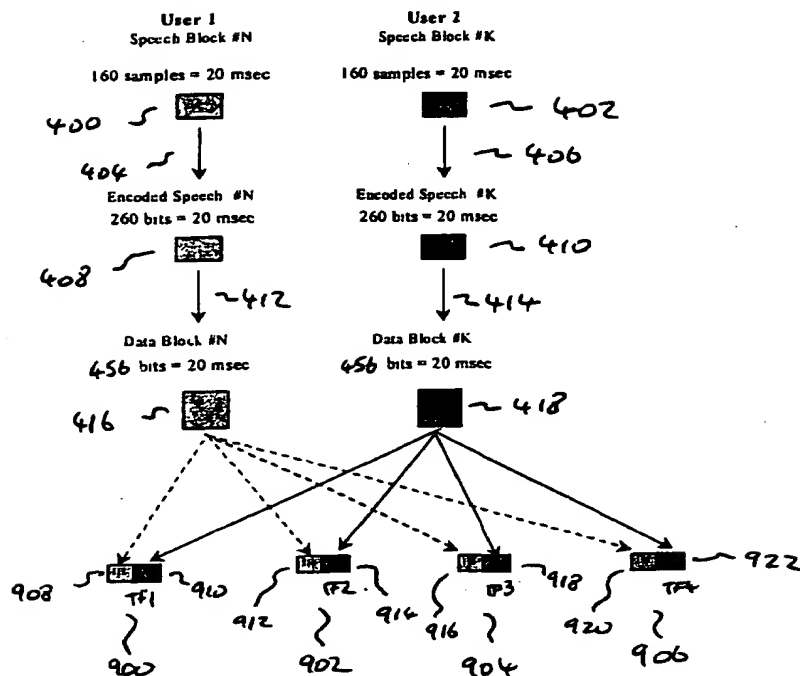 User 1 User 2
Speech Block #N Speech Block #K
160 samples = 20 msec 160 samples = 20 msec
400 402
404 406
Encoded Speech #N Encoded Speech #K
260 bits = 20 msec 260 bits = 20 msec
408 410
412 414
Data Block #N Data Block #K
456 bits = 20 msec 456 bits = 20 msec
416 418
908 910 912 914 916 918 920 922
TF1 TF2 TF3 TF4
900 902 904 906